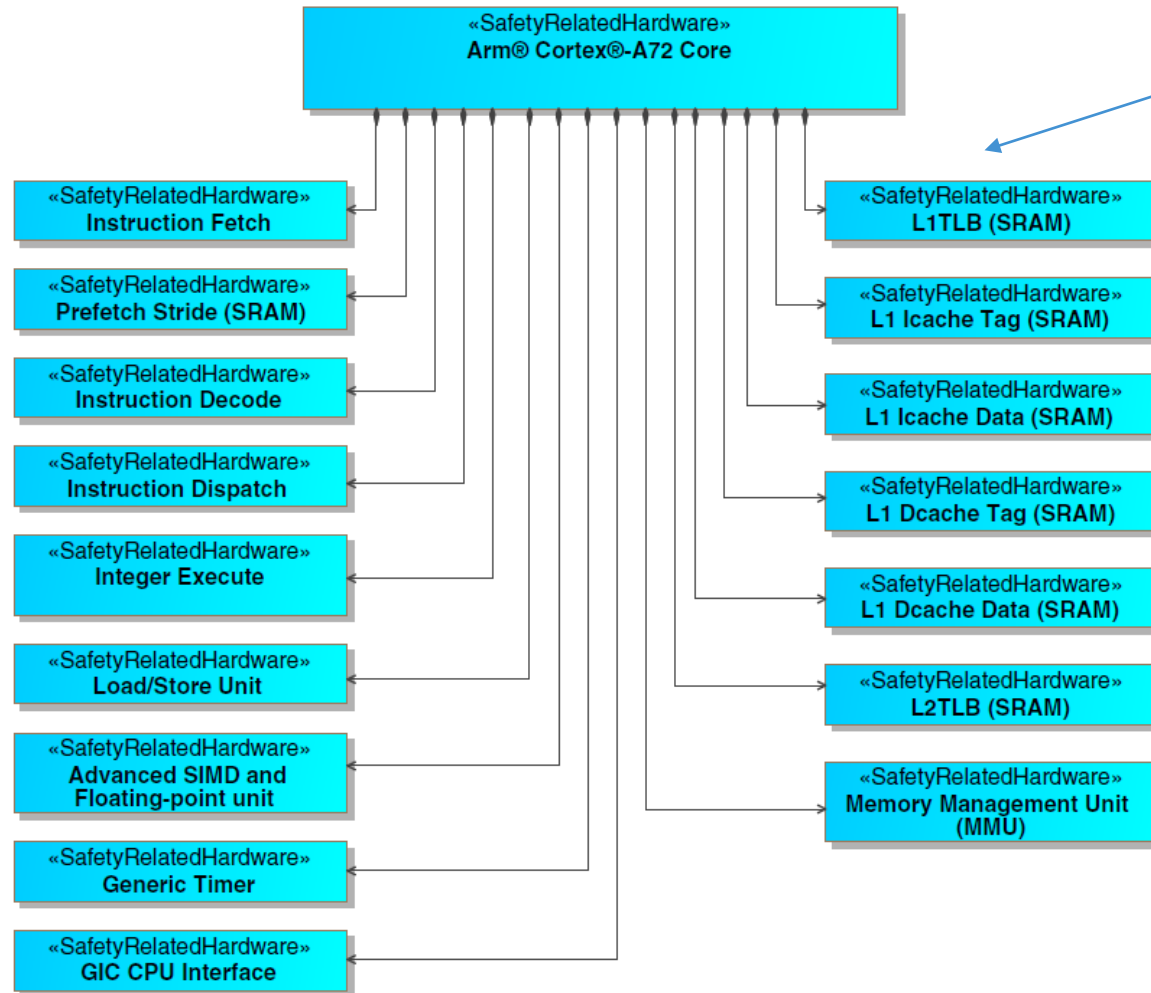 «SafetyRelatedHardware»
Arm® Cortex®-A72 Core
«SafetyRelatedHardware»
Instruction Fetch
«SafetyRelatedHardware»
Prefetch Stride (SRAM)
«SafetyRelatedHardware»
Instruction Decode
«SafetyRelatedHardware»
Instruction Dispatch
«SafetyRelatedHardware»
Integer Execute
«SafetyRelatedHardware»
Load/Store Unit
«SafetyRelatedHardware»
Advanced SIMD and
Floating-point unit
«SafetyRelatedHardware»
Generic Timer
«SafetyRelatedHardware»
GIC CPU Interface
«SafetyRelatedHardware»
L1TLB (SRAM)
«SafetyRelatedHardware»
L1 Icache Tag (SRAM)
«SafetyRelatedHardware»
L1 Icache Data (SRAM)
«SafetyRelatedHardware»
L1 Dcache Tag (SRAM)
«SafetyRelatedHardware»
L1 Dcache Data (SRAM)
«SafetyRelatedHardware»
L2TLB (SRAM)
«SafetyRelatedHardware»
Memory Management Unit
(MMU)